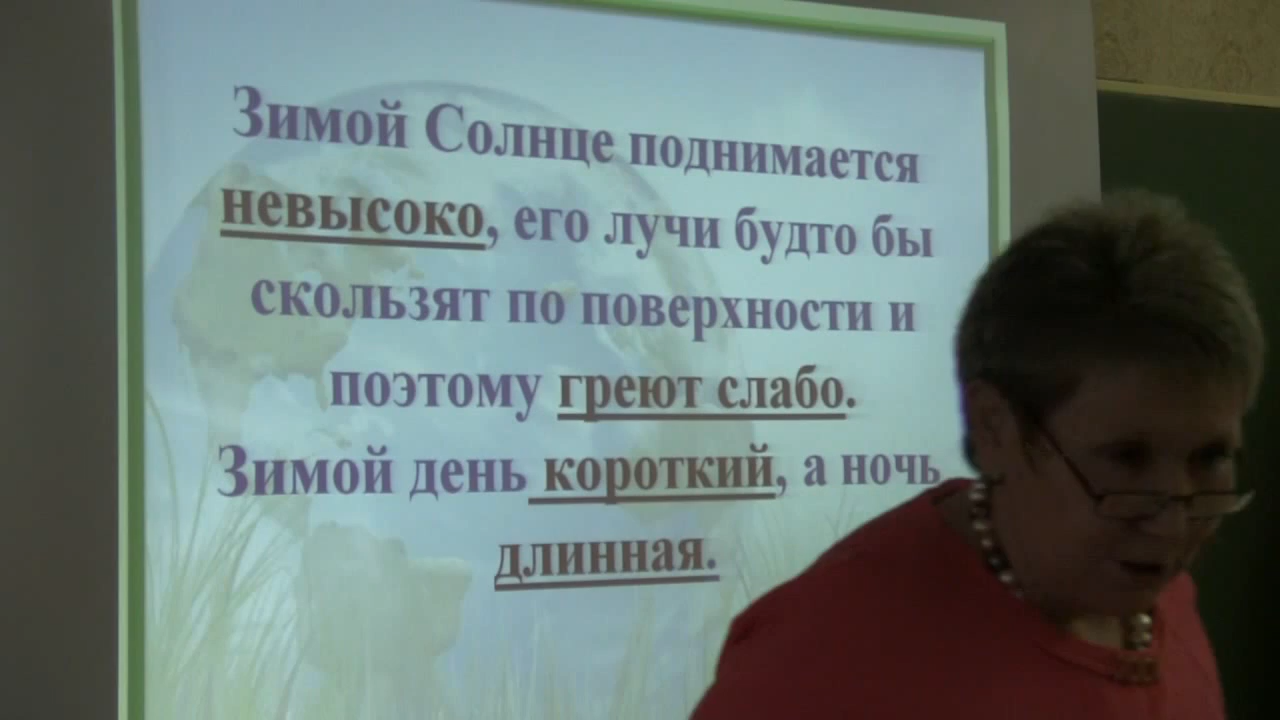 Зимой Солнце поднимается
невысоко, его лучи будто бы
скользят по поверхности и
поэтому греют слабо.
Зимой день короткий, а ночь
длинная.